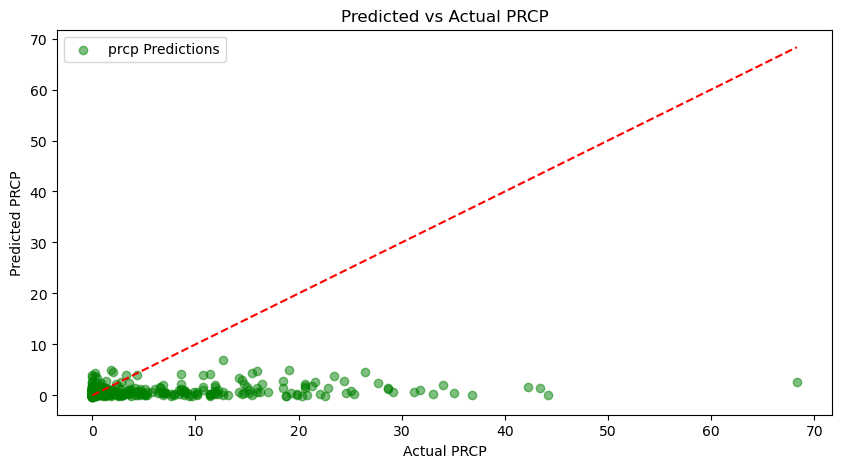 Predicted vs Actual PRCP
prcp Predictions
70
60
50
40
30
20
10
0
Predicted PRCP
0 10 20 30 40 50 60 70
Actual PRCP